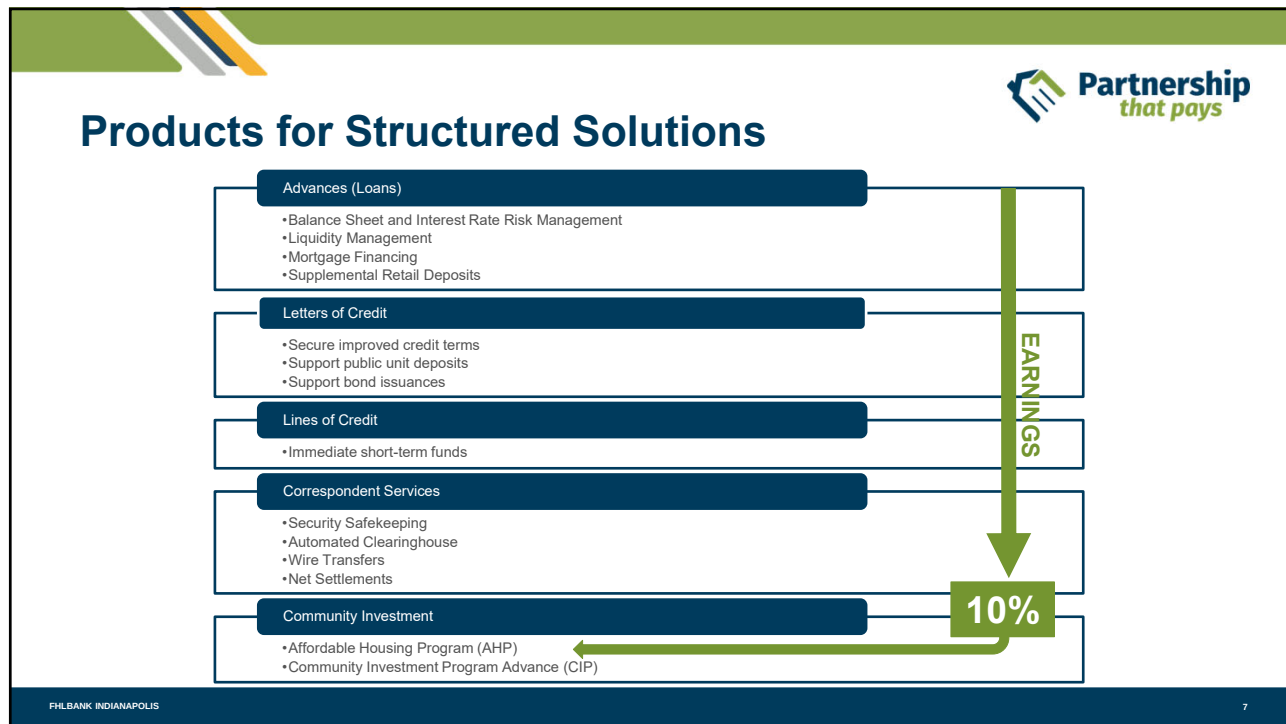 Partnership
that pays
Products for Structured Solutions
Advances (Loans)
•Balance Sheet and Interest Rate Risk Management
•Liquidity Management
•Mortgage Financing
•Supplemental Retail Deposits
Letters of Credit
•Secure improved credit terms
•Support public unit deposits
•Support bond issuances
Lines of Credit
•Immediate short-term funds
Correspondent Services
•Security Safekeeping
•Automated Clearinghouse
•Wire Transfers
•Net Settlements
Community Investment
•Affordable Housing Program (AHP)
•Community Investment Program Advance (CIP)
EARNINGS
10%
FHLBANK INDIANAPOLIS
7